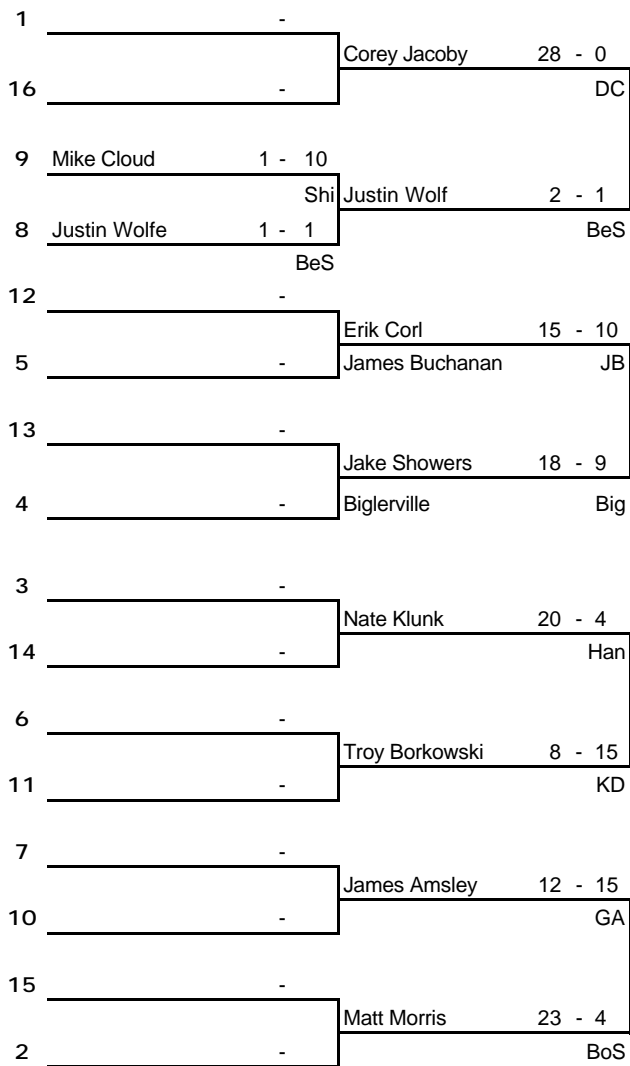 1 -
Corey Jacoby 28 - 0
16 - DC
9 Mike Cloud 1 - 10
Shi Justin Wolf 2 - 1
8 Justin Wolfe 1 - 1 BeS
BeS
12 -
Erik Corl 15 - 10
5 - James Buchanan JB
13 -
Jake Showers 18 - 9
4 - Biglerville Big
3 -
Nate Klunk 20 - 4
14 - Han
6 -
Troy Borkowski 8 - 15
11 - KD
7 -
James Amsley 12 - 15
10 - GA
15 -
Matt Morris 23 - 4
2 - BoS